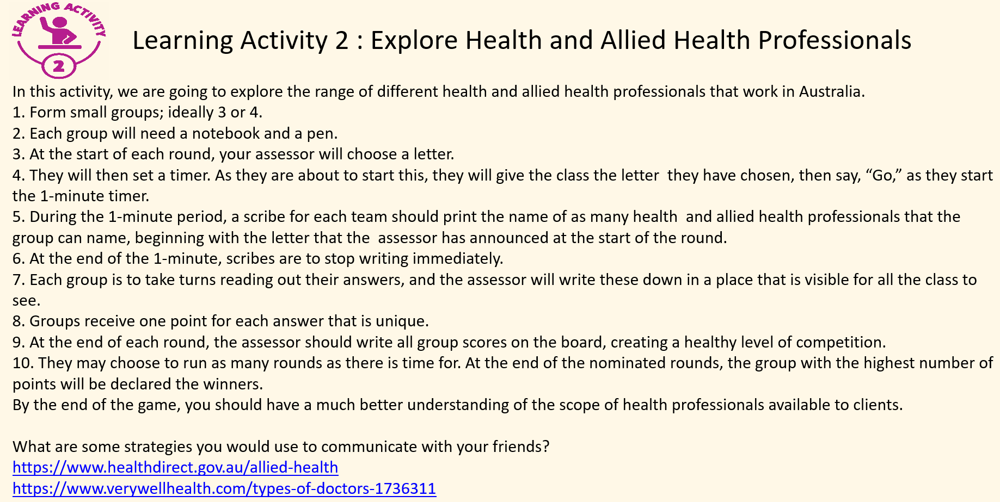 LEARNING ACTIVITY
2
Learning Activity 2 : Explore Health and Allied Health Professionals
In this activity, we are going to explore the range of different health and allied health professionals that work in Australia.
1. Form small groups; ideally 3 or 4.
2. Each group will need a notebook and a pen.
3. At the start of each round, your assessor will choose a letter.
4. They will then set a timer. As they are about to start this, they will give the class the letter  they have chosen, then say, “Go,” as they start
the 1-minute timer.
5. During the 1-minute period, a scribe for each team should print the name of as many health  and allied health professionals that the
group can name, beginning with the letter that the  assessor has announced at the start of the round.
6. At the end of the 1-minute, scribes are to stop writing immediately.
7. Each group is to take turns reading out their answers, and the assessor will write these down in a place that is visible for all the class to
see.
8. Groups receive one point for each answer that is unique.
9. At the end of each round, the assessor should write all group scores on the board, creating a healthy level of competition.
10. They may choose to run as many rounds as there is time for. At the end of the nominated rounds, the group with the highest number of
points will be declared the winners.
By the end of the game, you should have a much better understanding of the scope of health professionals available to clients.
What are some strategies you would use to communicate with your friends?
https://www.healthdirect.gov.au/allied-health
https://www.verywellhealth.com/types-of-doctors-1736311